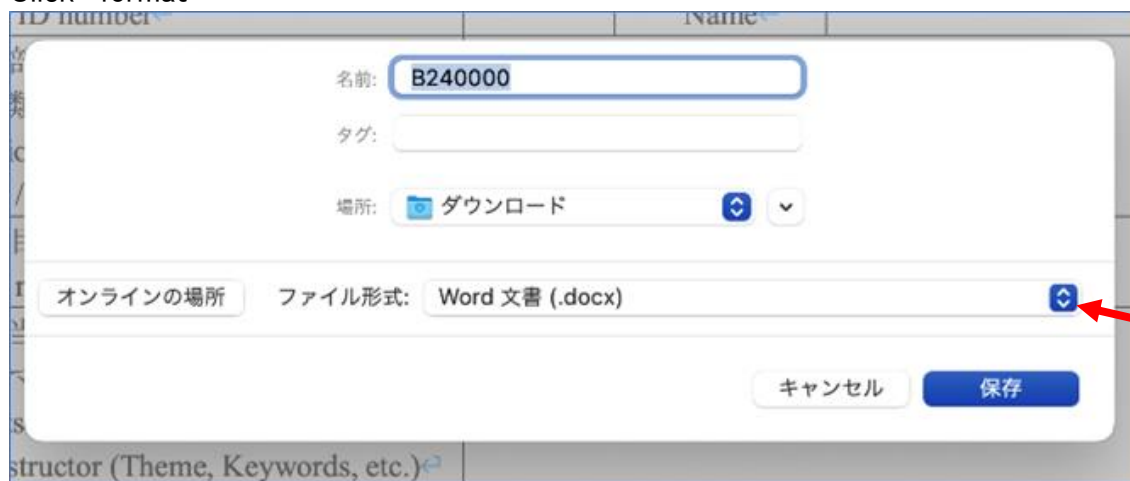 ID number
Name
名前: B240000
タグ:
場所: ダウンロード
オンラインの場所 ファイル形式: Word 文書 (.docx)
キャンセル 保存
structor (Theme, Keywords, etc.)